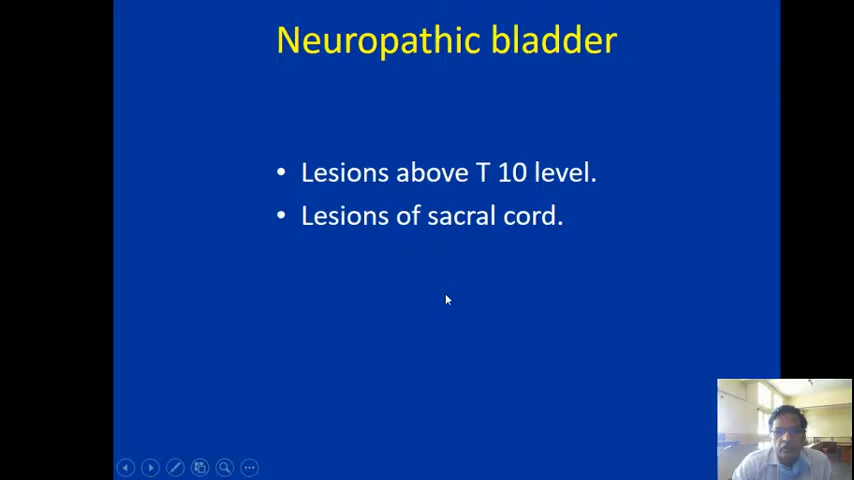 Neuropathic bladder
• Lesions above T 10 level.
• Lesions of sacral cord.